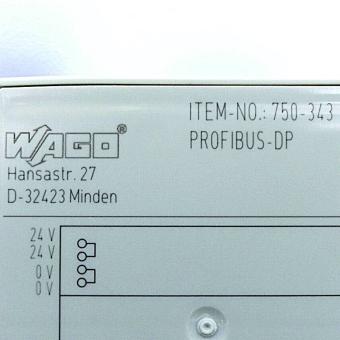 ITEM-NO.: 750-343
PROFIBUS-DP
WAGO®
Hansastr. 27
D-32423 Minden
24 V
24 V
0 V
0 V